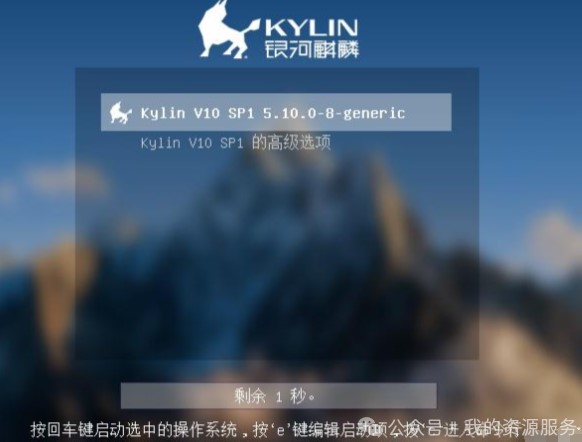 KYLIN
银河麒麟
Kylin V10 SP1 5.10.0-8-generic
Kylin V10 SP1 的高级选项
剩余 1 秒。
按回车键启动选中的操作系统,按‘e’键编辑启动项,按
公众号 我的资源服务